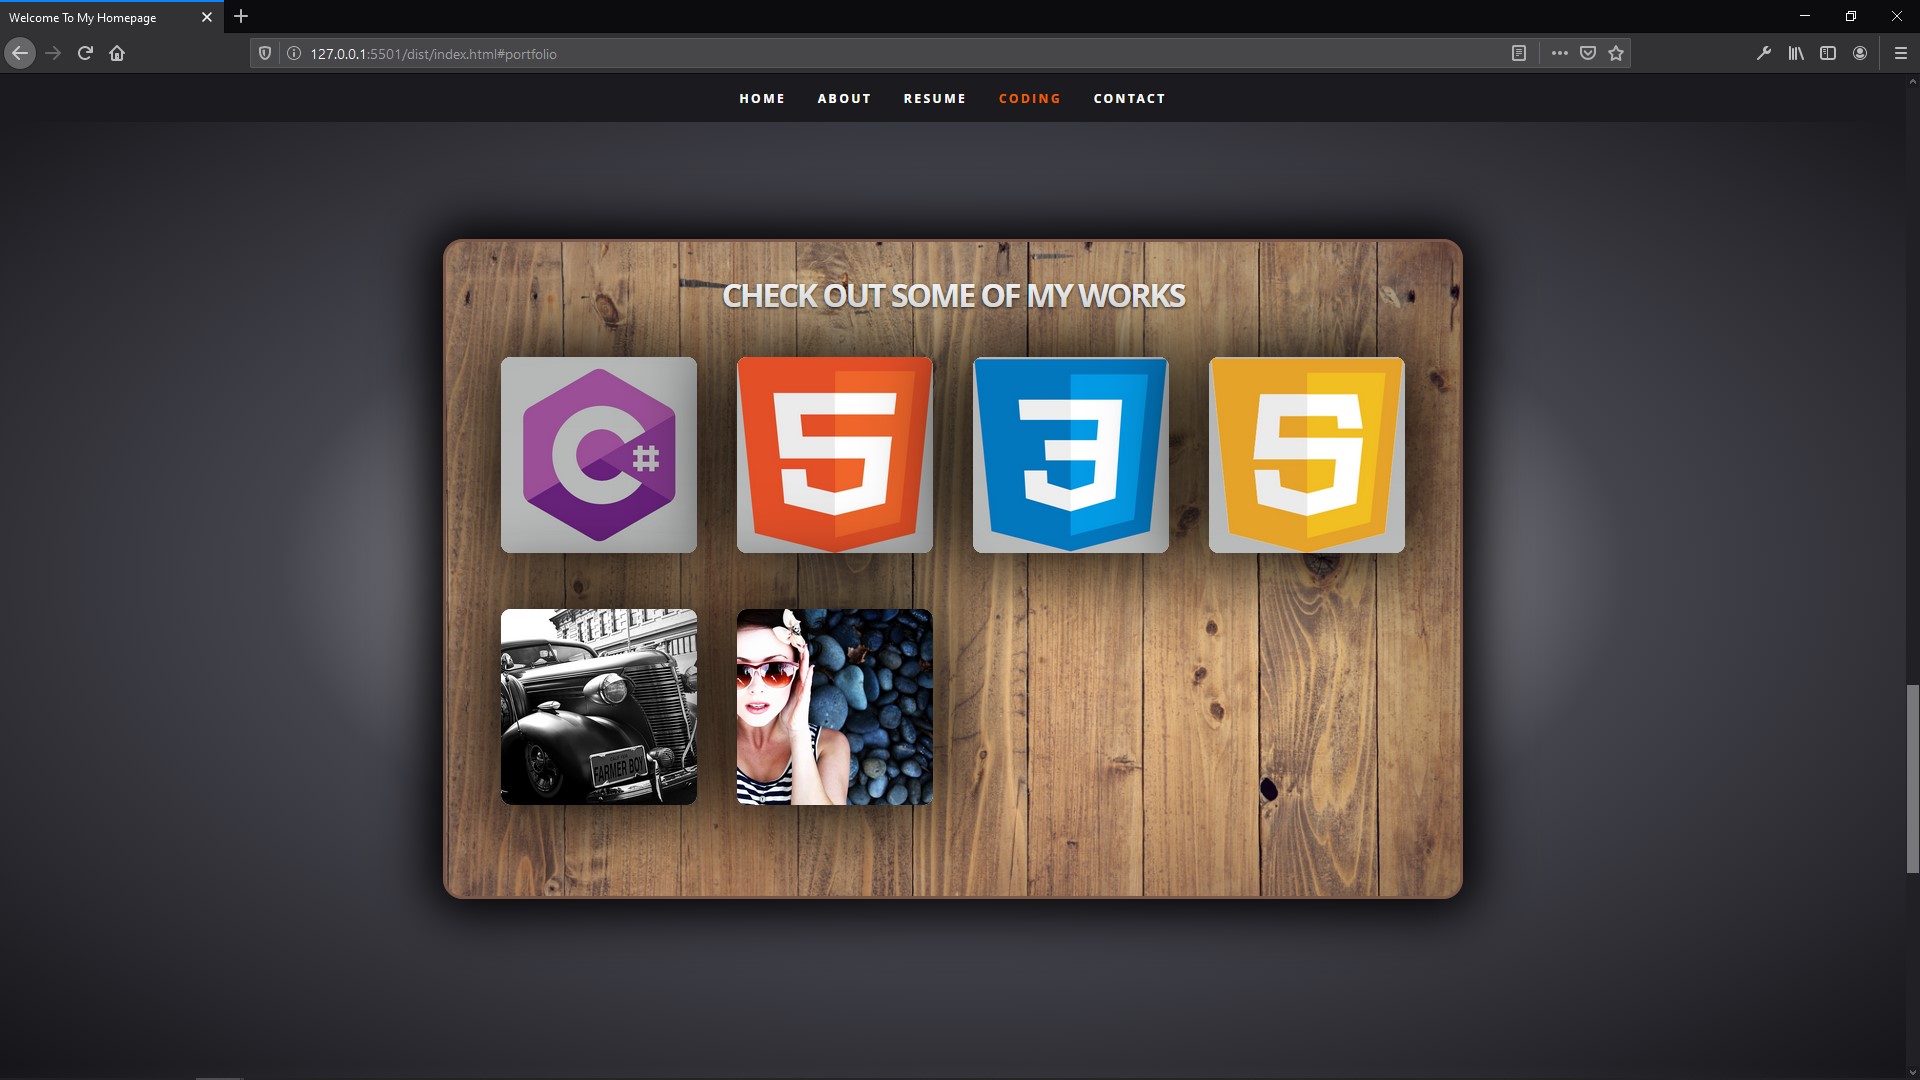 Welcome To My Homepage
127.0.0.1:5501/dist/index.html#portfolio
HOME ABOUT RESUME CODING CONTACT
CHECK OUT SOME OF MY WORKS
C#
5
3
5
FARMER BOY